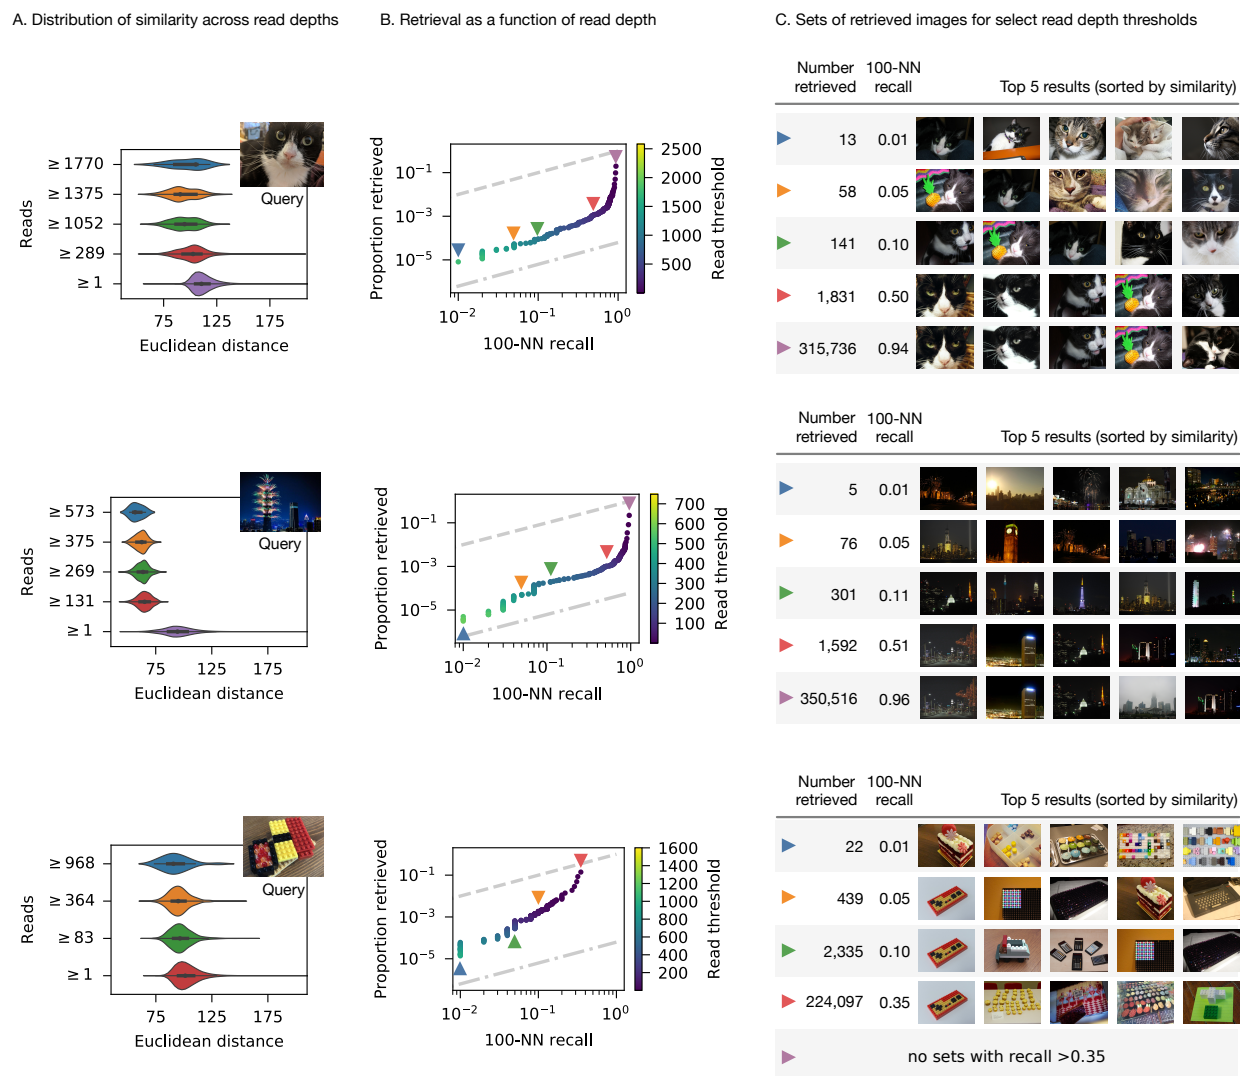 A. Distribution of similarity across read depths
B. Retrieval as a function of read depth
C. Sets of retrieved images for select read depth thresholds
Reads
≥ 1770
≥ 1375
≥ 1052
≥ 289
≥ 1
Query
75 125 175
Euclidean distance
Proportion retrieved
10⁻¹
10⁻³
10⁻⁵
10⁻² 10⁻¹ 10⁰
100-NN recall
2500
2000
1500
1000
500
Read threshold
Number retrieved
100-NN recall
Top 5 results (sorted by similarity)
13 0.01
58 0.05
141 0.10
1,831 0.50
315,736 0.94
Reads
≥ 573
≥ 375
≥ 269
≥ 131
≥ 1
Query
75 125 175
Euclidean distance
Proportion retrieved
10⁻¹
10⁻³
10⁻⁵
10⁻² 10⁻¹ 10⁰
100-NN recall
700
600
500
400
300
200
100
Read threshold
Number retrieved
100-NN recall
Top 5 results (sorted by similarity)
5 0.01
76 0.05
301 0.11
1,592 0.51
350,516 0.96
Reads
≥ 968
≥ 364
≥ 83
≥ 1
Query
75 125 175
Euclidean distance
Proportion retrieved
10⁻¹
10⁻³
10⁻⁵
10⁻² 10⁻¹ 10⁰
100-NN recall
1600
1400
1200
1000
800
600
400
200
Read threshold
Number retrieved
100-NN recall
Top 5 results (sorted by similarity)
22 0.01
439 0.05
2,335 0.10
224,097 0.35
no sets with recall >0.35